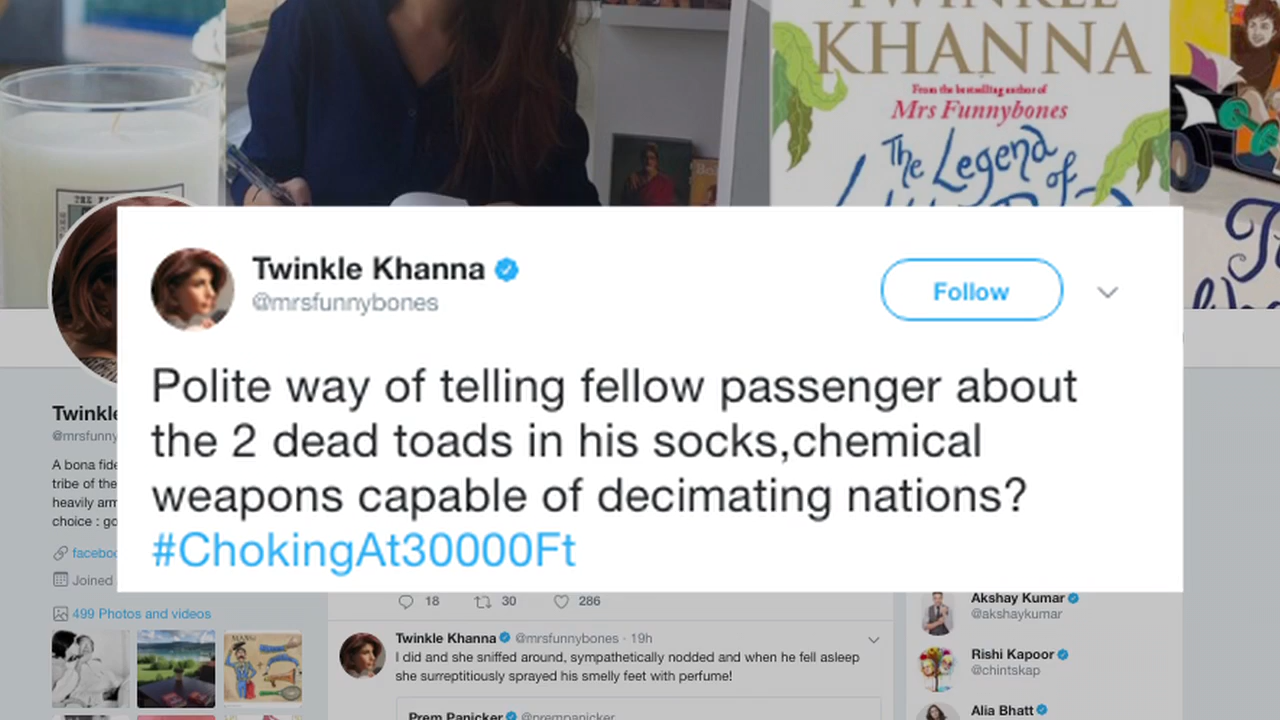 KHANNA
From the bestselling author of
Mrs Funnybones
The Legend
of
Twinkle Khanna
@mrsfunnybones
Follow
Polite way of telling fellow passenger about
the 2 dead toads in his socks,chemical
weapons capable of decimating nations?
#ChokingAt30000Ft
Twinkle
@mrsfunny
A bona fide
tribe of the
heavily arm
choice : go
facebo
Joined
499 Photos and videos
18 30 286
Twinkle Khanna @mrsfunnybones · 19h
I did and she sniffed around, sympathetically nodded and when he fell asleep
she surreptitiously sprayed his smelly feet with perfume!
Prem Panicker @prempanicker
Akshay Kumar
@akshaykumar
Rishi Kapoor
@chintskap
Alia Bhatt